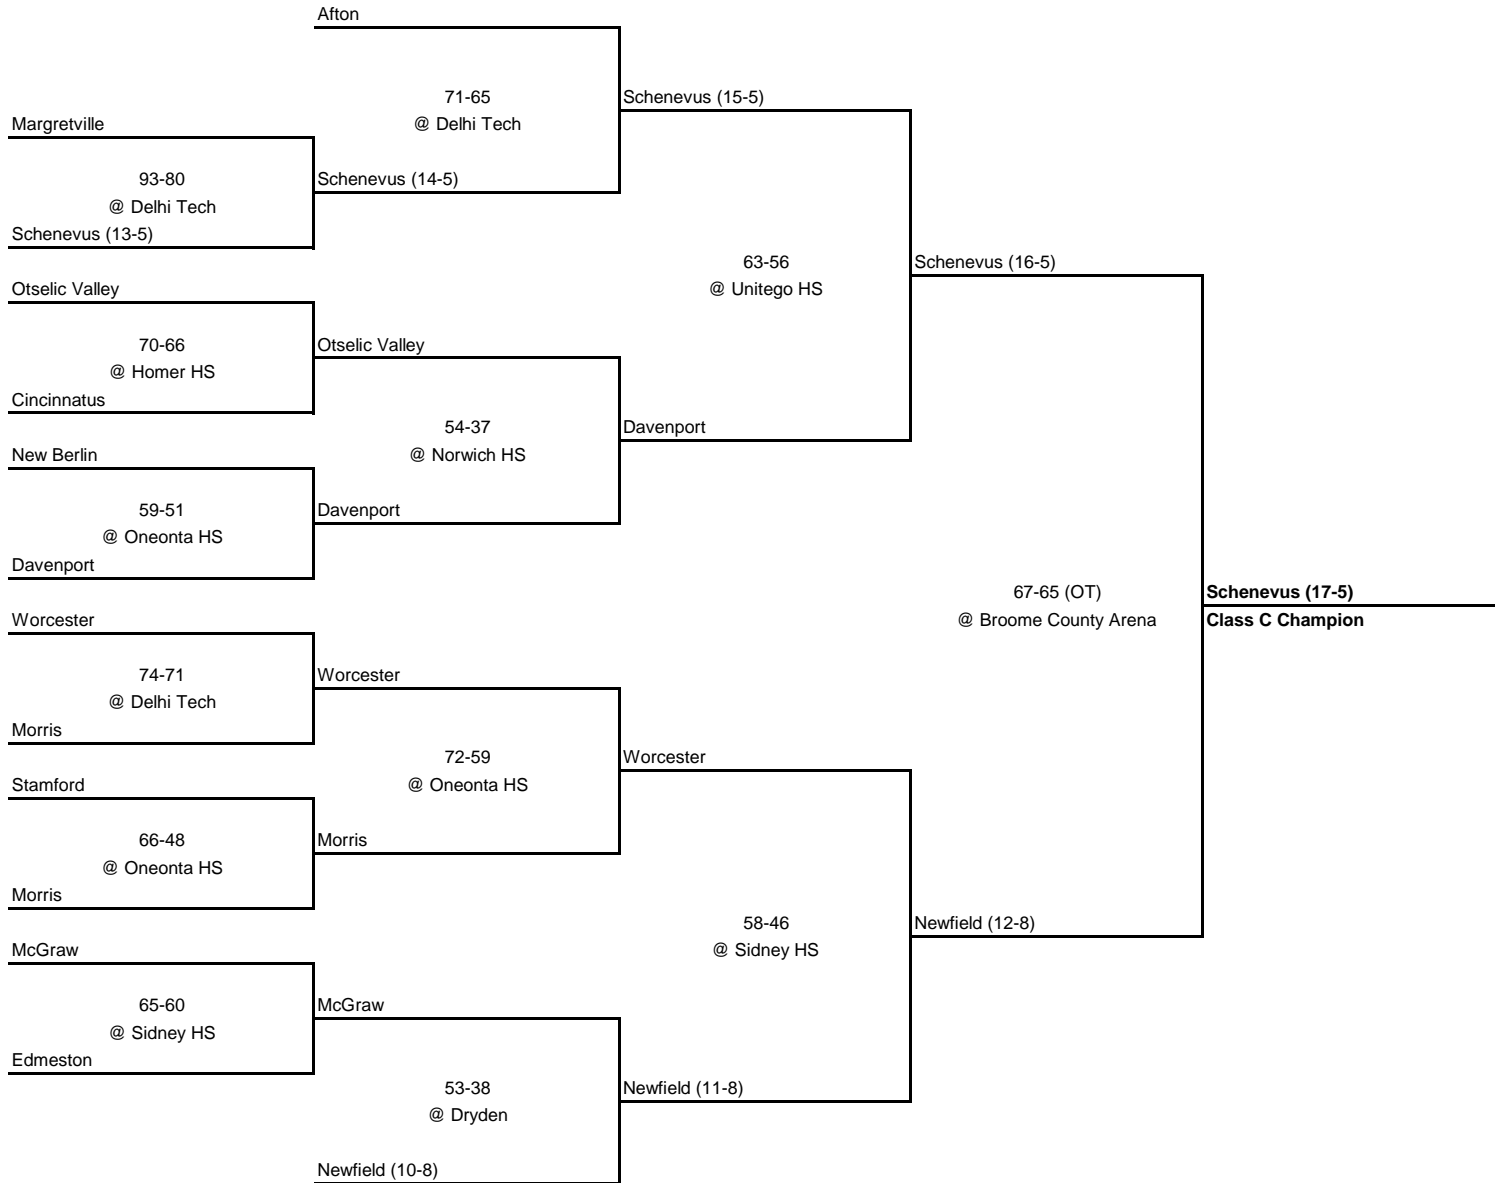 Afton
71-65
Schenevus (15-5)
Margretville
@ Delhi Tech
93-80
Schenevus (14-5)
@ Delhi Tech
Schenevus (13-5)
63-56
Schenevus (16-5)
Otselic Valley
@ Unitego HS
70-66
Otselic Valley
@ Homer HS
Cincinnatus
54-37
Davenport
New Berlin
@ Norwich HS
59-51
Davenport
@ Oneonta HS
Davenport
67-65 (OT)
Schenevus (17-5)
Worcester
@ Broome County Arena
Class C Champion
74-71
Worcester
@ Delhi Tech
Morris
72-59
Worcester
Stamford
@ Oneonta HS
66-48
Morris
@ Oneonta HS
Morris
58-46
Newfield (12-8)
McGraw
@ Sidney HS
65-60
McGraw
@ Sidney HS
Edmeston
53-38
Newfield (11-8)
@ Dryden
Newfield (10-8)